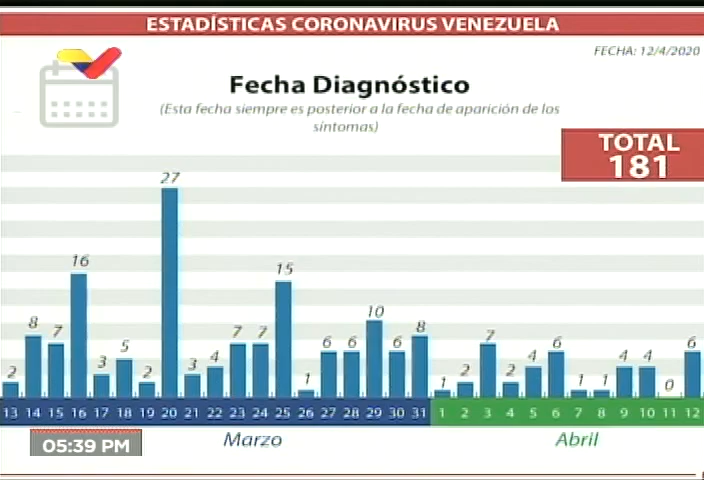 ESTADÍSTICAS CORONAVIRUS VENEZUELA
FECHA: 12/4/2020
Fecha Diagnóstico
(Esta fecha siempre es posterior a la fecha de aparición de los
síntomas)
TOTAL
181
2 8 7 16 3 5 2 27 3 4 7 7 15 1 6 6 10 6 8 1 2 7 2 4 6 1 1 4 4 0 6
13 14 15 16 17 18 19 20 21 22 23 24 25 26 27 28 29 30 31 1 2 3 4 5 6 7 8 9 10 11 12
05:39 PM
Marzo
Abril